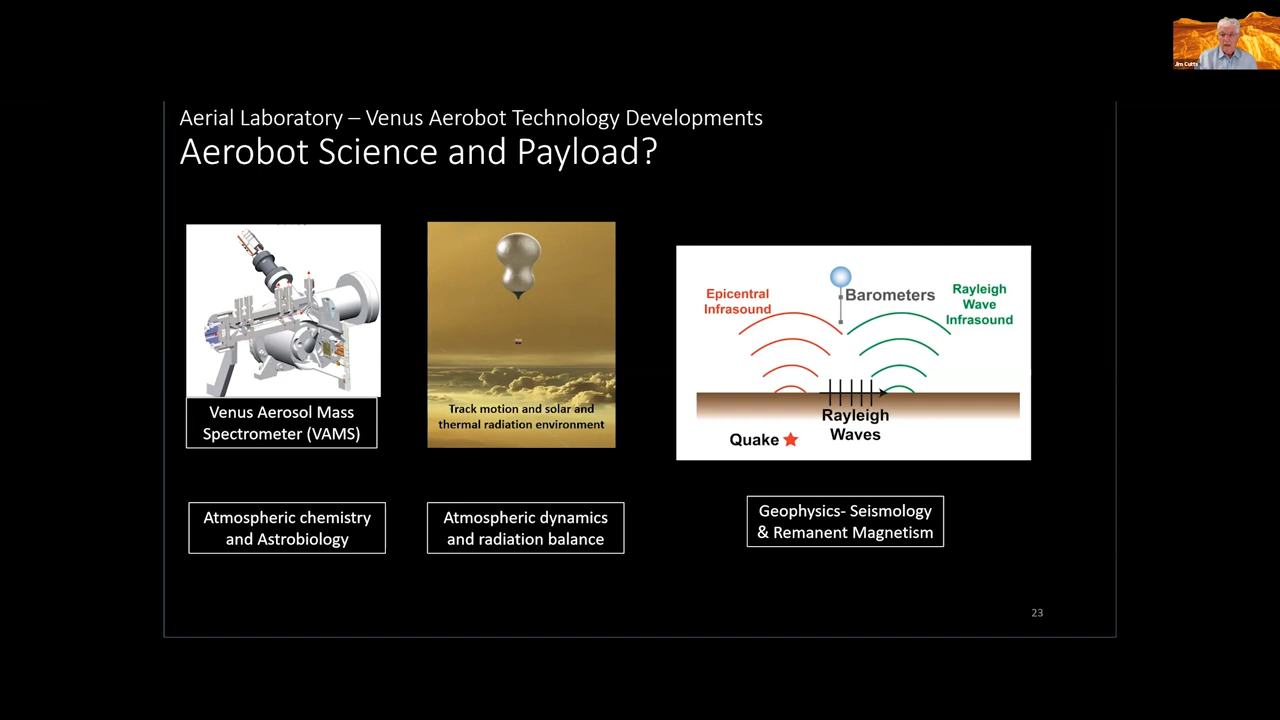 Jim Cutts
Aerial Laboratory – Venus Aerobot Technology Developments
Aerobot Science and Payload?
Venus Aerosol Mass
Spectrometer (VAMS)
Track motion and solar and
thermal radiation environment
Epicentral
Infrasound
Barometers
Rayleigh
Wave
Infrasound
Rayleigh
Waves
Quake
Atmospheric chemistry
and Astrobiology
Atmospheric dynamics
and radiation balance
Geophysics- Seismology
& Remanent Magnetism
23